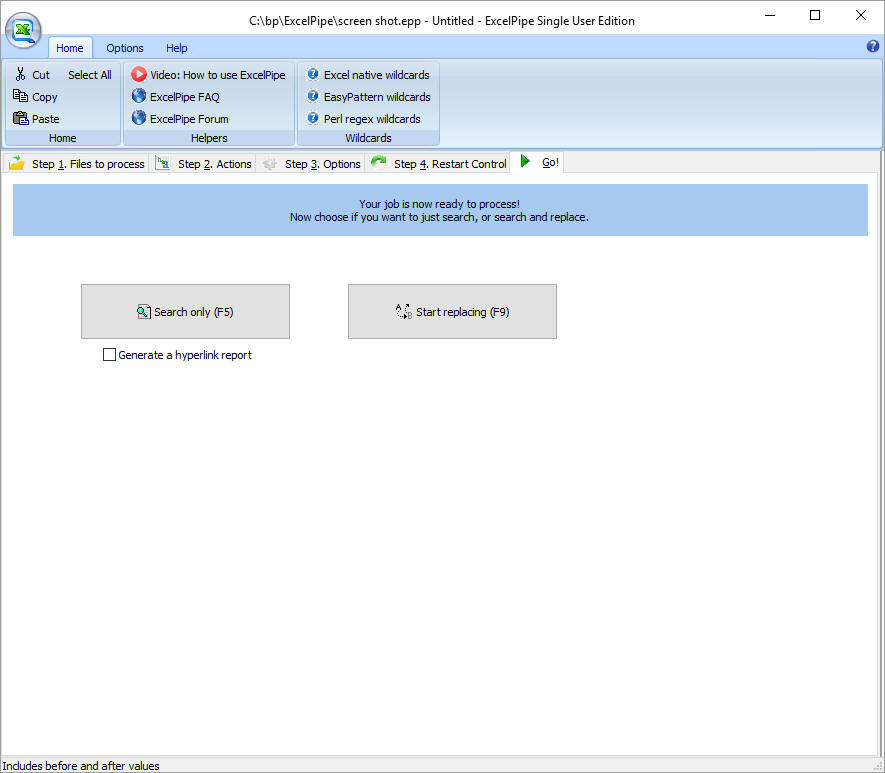 C:\bp\ExcelPipe\screen shot.epp - Untitled - ExcelPipe Single User Edition
Home Options Help
Cut Select All
Copy
Paste
Home
Video: How to use ExcelPipe
ExcelPipe FAQ
ExcelPipe Forum
Helpers
Excel native wildcards
EasyPattern wildcards
Perl regex wildcards
Wildcards
Step 1. Files to process Step 2. Actions Step 3. Options Step 4. Restart Control Go!
Your job is now ready to process!
Now choose if you want to just search, or search and replace.
Search only (F5) Start replacing (F9)
Generate a hyperlink report
Includes before and after values